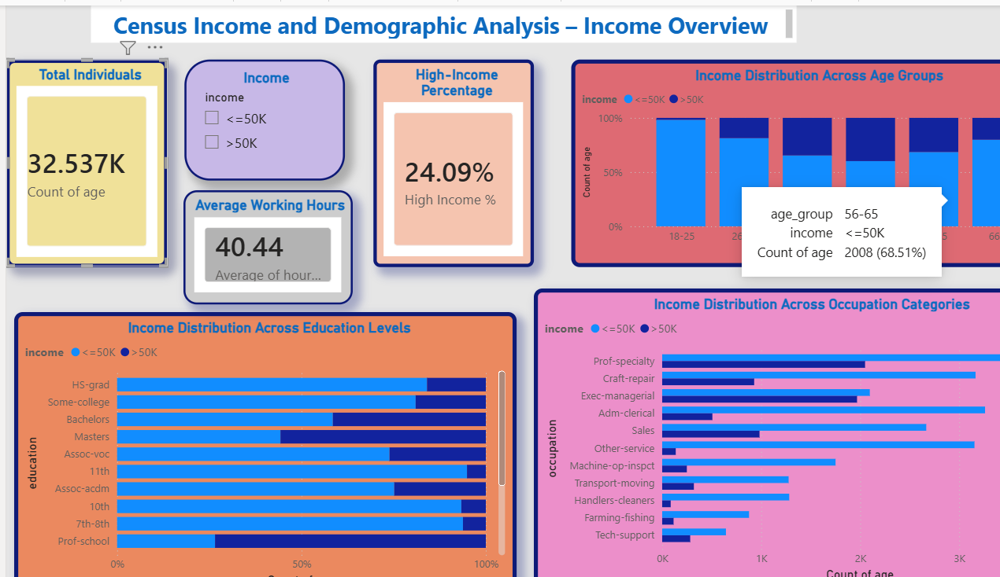 Census Income and Demographic Analysis – Income Overview
Total Individuals
32.537K
Count of age
Income
income
<=50K
>50K
Average Working Hours
40.44
Average of hour...
High-Income
Percentage
24.09%
High Income %
Income Distribution Across Age Groups
income <=50K >50K
Count of age
100%
50%
0%
18-25
age_group 56-65
income <=50K
Count of age 2008 (68.51%)
Income Distribution Across Education Levels
income <=50K >50K
education
HS-grad
Some-college
Bachelors
Masters
Assoc-voc
11th
Assoc-acdm
10th
7th-8th
Prof-school
0% 50% 100%
Income Distribution Across Occupation Categories
income <=50K >50K
occupation
Prof-specialty
Craft-repair
Exec-managerial
Adm-clerical
Sales
Other-service
Machine-op-inspct
Transport-moving
Handlers-cleaners
Farming-fishing
Tech-support
0K 1K 2K 3K
Count of age